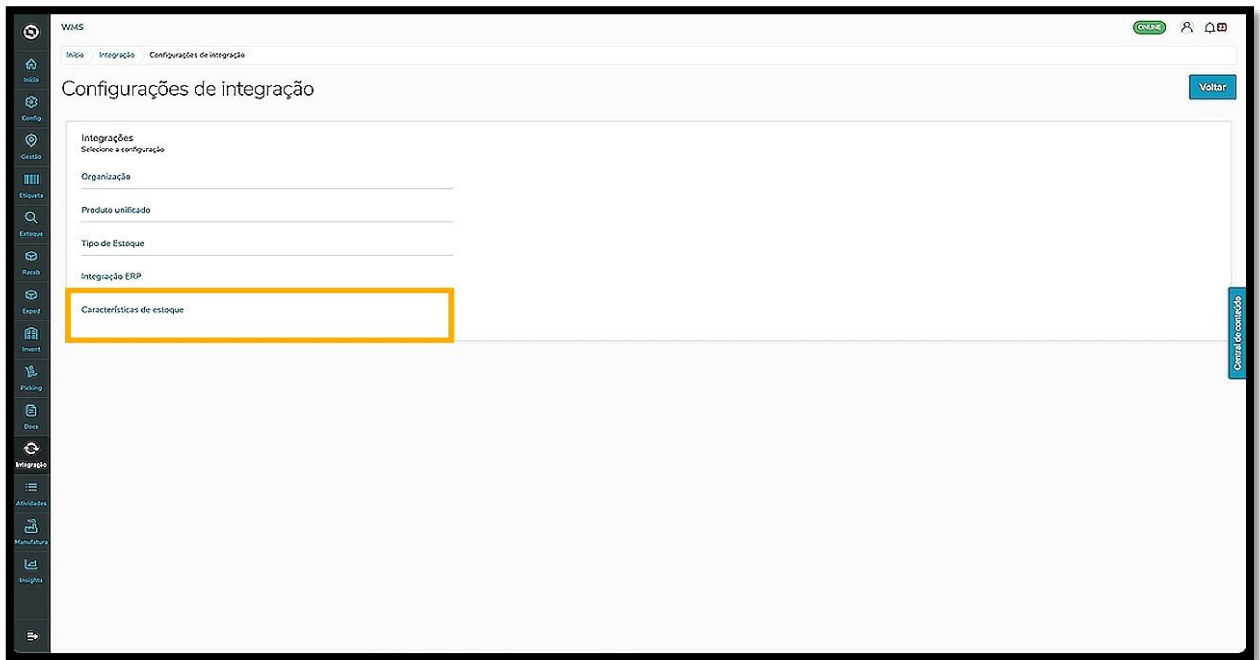 WMS
ONLINE
Início
Integração
Configurações de integração
Configurações de integração
Voltar
Integrações
Selecione a configuração
Organização
Produto unificado
Tipo de Estoque
Integração ERP
Características de estoque
Central de conteúdo
Início
Config
Gestão
Etiqueta
Estoque
Receb
Exped
Invent
Picking
Docs
Integração
Atividades
Manufatura
Insights